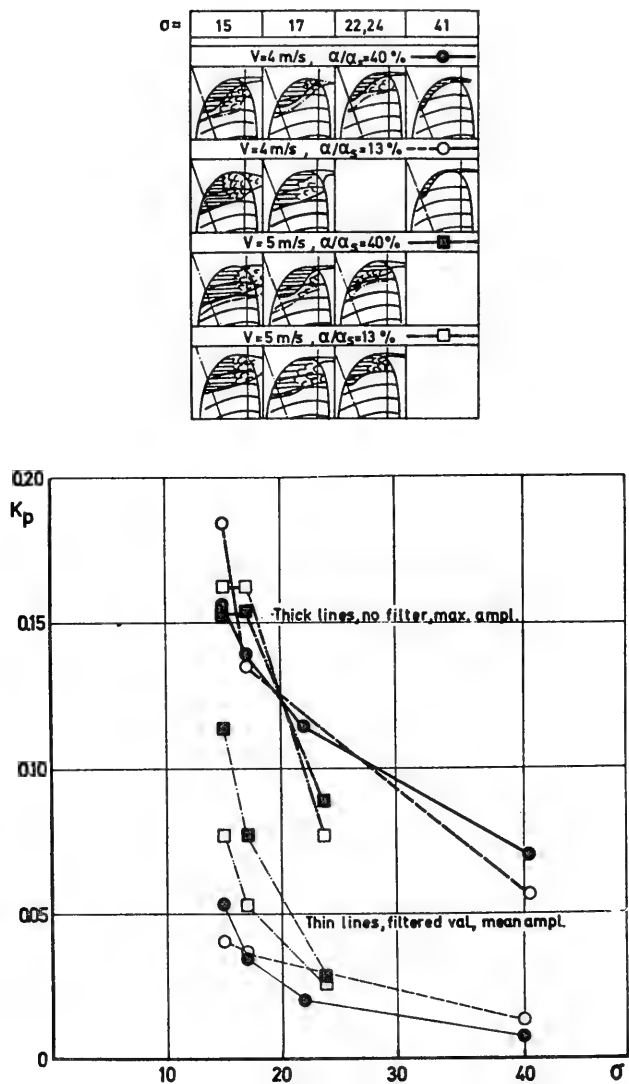 σ≈ 15 17 22,24 41
V=4 m/s, α/αs=40 %
V=4 m/s, α/αs=13 %
V=5 m/s, α/αs=40%
V=5 m/s, α/αs=13 %
0.20
Kp
0.15
Thick lines, no filter, max. ampl.
0.10
0.05
Thin lines, filtered val, mean ampl.
0
10 20 30 40 σ